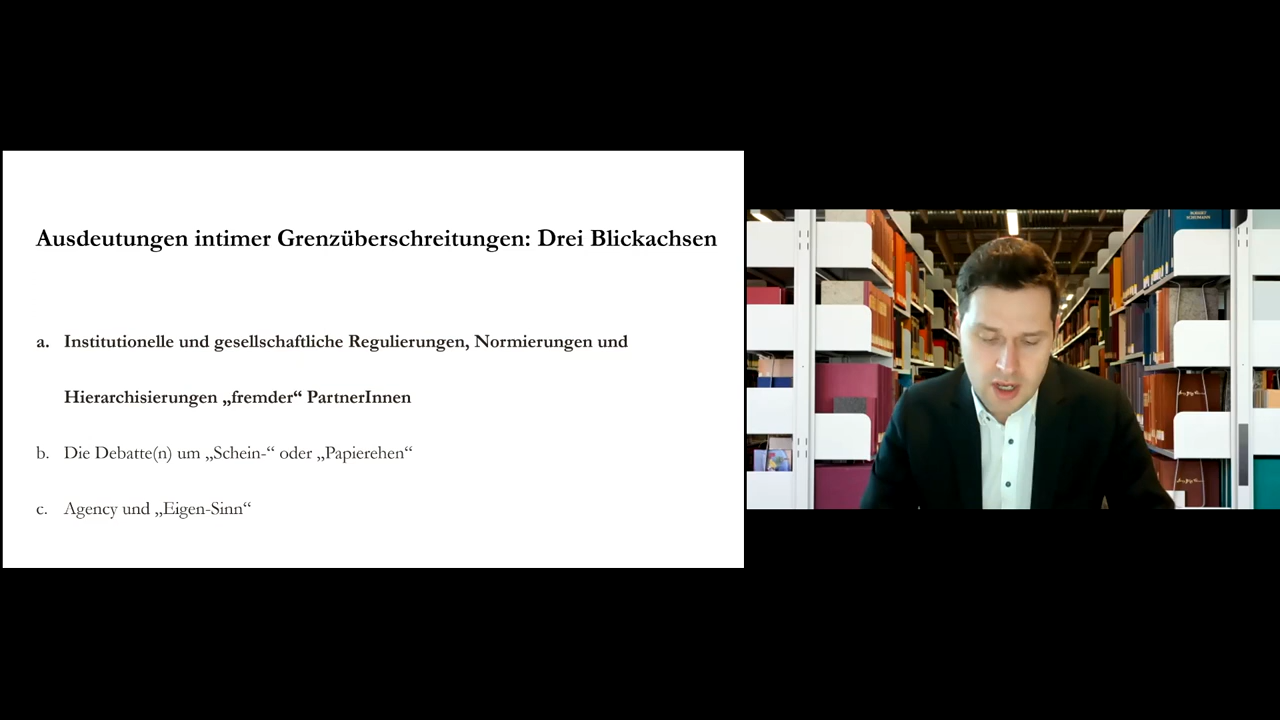 Ausdeutungen intimer Grenzüberschreitungen: Drei Blickachsen
a. Institutionelle und gesellschaftliche Regulierungen, Normierungen und
Hierarchisierungen „fremder“ PartnerInnen
b. Die Debatte(n) um „Schein-“ oder „Papierehen“
c. Agency und „Eigen-Sinn“